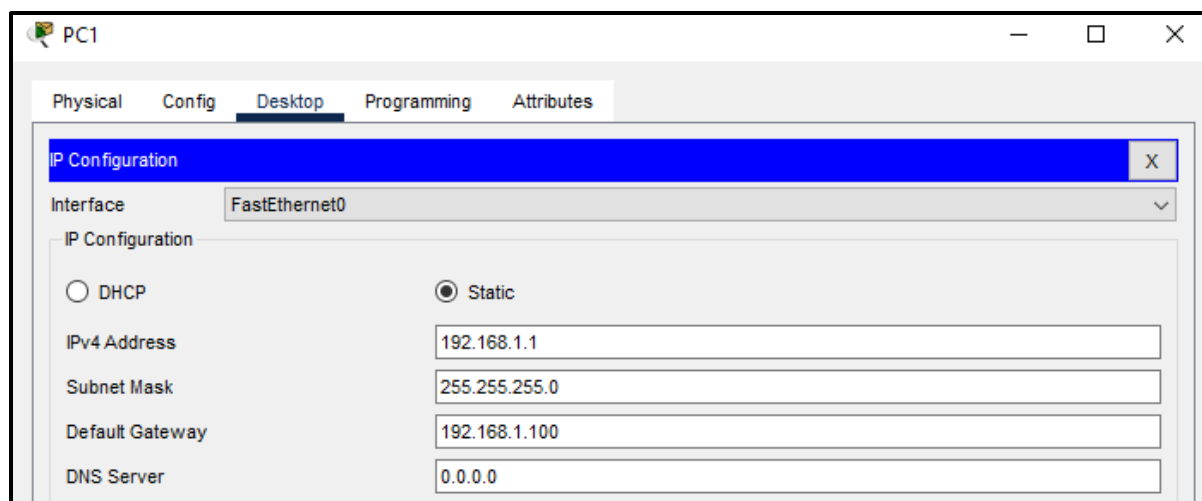 PC1
Physical Config Desktop Programming Attributes
IP Configuration X
Interface FastEthernet0
IP Configuration
DHCP Static
IPv4 Address 192.168.1.1
Subnet Mask 255.255.255.0
Default Gateway 192.168.1.100
DNS Server 0.0.0.0